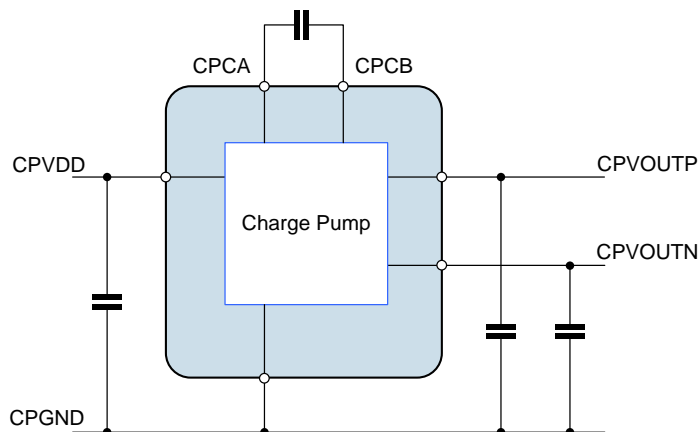 CPCA
CPCB
CPVDD
CPVOUTP
Charge Pump
CPVOUTN
CPGND